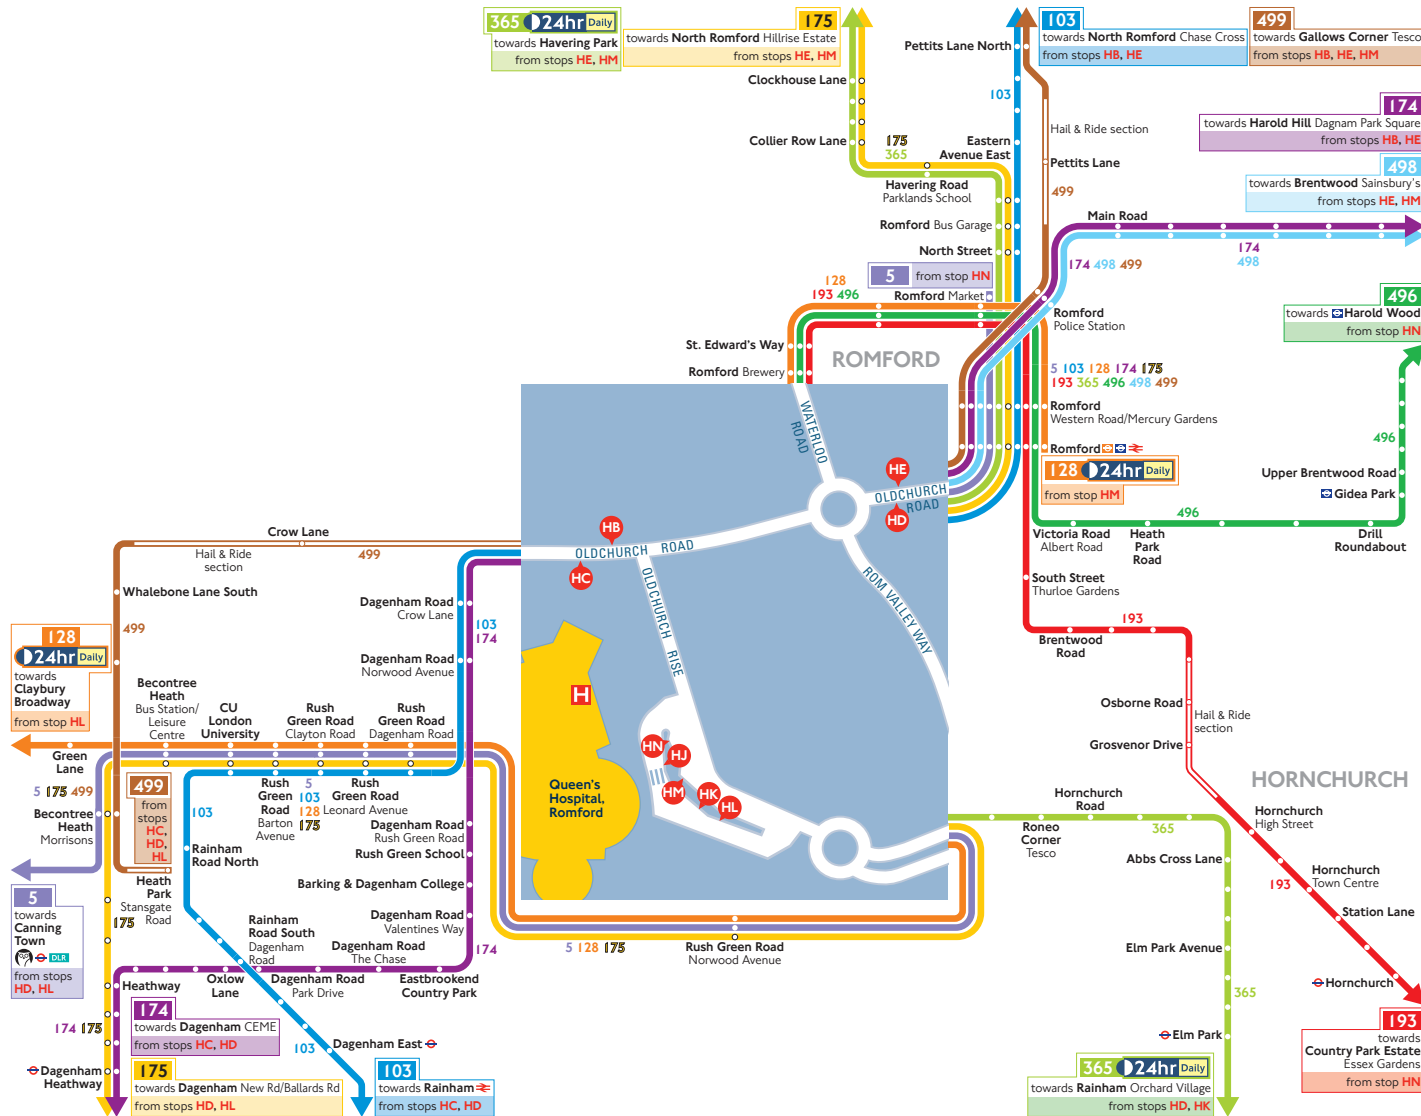 365 24hr Daily
towards Havering Park
from stops HE, HM
175
towards North Romford Hillrise Estate
from stops HE, HM
103
towards North Romford Chase Cross
from stops HB, HE
499
towards Gallows Corner Tesco
from stops HB, HE, HM
174
towards Harold Hill Dagnam Park Square
from stops HB, HE
498
towards Brentwood Sainsbury's
from stops HE, HM
Pettits Lane North
Clockhouse Lane
103
Collier Row Lane
175
365
Eastern
Avenue East
Hail & Ride section
Pettits Lane
499
Havering Road
Parklands School
Romford Bus Garage
North Street
Main Road
174
498
174 498 499
5 from stop HN
Romford Market
128
193 496
Romford
Police Station
496
towards Harold Wood
from stop HN
St. Edward's Way
Romford Brewery
ROMFORD
5 103 128 174 175
193 365 496 498 499
Romford
Western Road/Mercury Gardens
Romford
128 24hr Daily
from stop HM
496
Upper Brentwood Road
Gidea Park
496
Victoria Road
Albert Road
Heath
Park
Road
Drill
Roundabout
South Street
Thurloe Gardens
193
Brentwood
Road
WATERLOO
ROAD
HE
OLDCHURCH
ROAD
HD
HB
OLDCHURCH ROAD
HC
OLDCHURCH RISE
ROM VALLEY WAY
H
HN
HJ
HM
HK
HL
Queen's
Hospital,
Romford
Crow Lane
Hail & Ride
section
499
Whalebone Lane South
499
Dagenham Road
Crow Lane
103
174
Dagenham Road
Norwood Avenue
128
24hr Daily
towards
Claybury
Broadway
from stop HL
Becontree
Heath
Bus Station/
Leisure
Centre
CU
London
University
Rush
Green Road
Clayton Road
Rush
Green Road
Dagenham Road
Green
Lane
5 175 499
Becontree
Heath
Morrisons
499
from
stops
HC,
HD,
HL
103
Rush
Green
Road
Barton
Avenue
5
103
128
175
Rush
Green Road
Leonard Avenue
Dagenham Road
Rush Green Road
Rainham
Road North
Rush Green School
Barking & Dagenham College
Heath
Park
Stansgate
Road
5
towards
Canning
Town
DLR
from stops
HD, HL
175
Rainham
Road South
Dagenham
Road
Dagenham Road
Valentines Way
Dagenham Road
The Chase
174
Heathway
Oxlow
Lane
Dagenham Road
Park Drive
Eastbrookend
Country Park
5 128 175
Rush Green Road
Norwood Avenue
174
towards Dagenham CEME
from stops HC, HD
174 175
103
Dagenham East
Dagenham
Heathway
175
towards Dagenham New Rd/Ballards Rd
from stops HD, HL
103
towards Rainham
from stops HC, HD
Osborne Road
Hail & Ride
section
Grosvenor Drive
HORNCHURCH
Hornchurch
Road
Roneo
Corner
Tesco
365
Hornchurch
High Street
Abbs Cross Lane
193
Hornchurch
Town Centre
Station Lane
Elm Park Avenue
365
Hornchurch
Elm Park
193
towards
Country Park Estate
Essex Gardens
from stop HN
365 24hr Daily
towards Rainham Orchard Village
from stops HD, HK